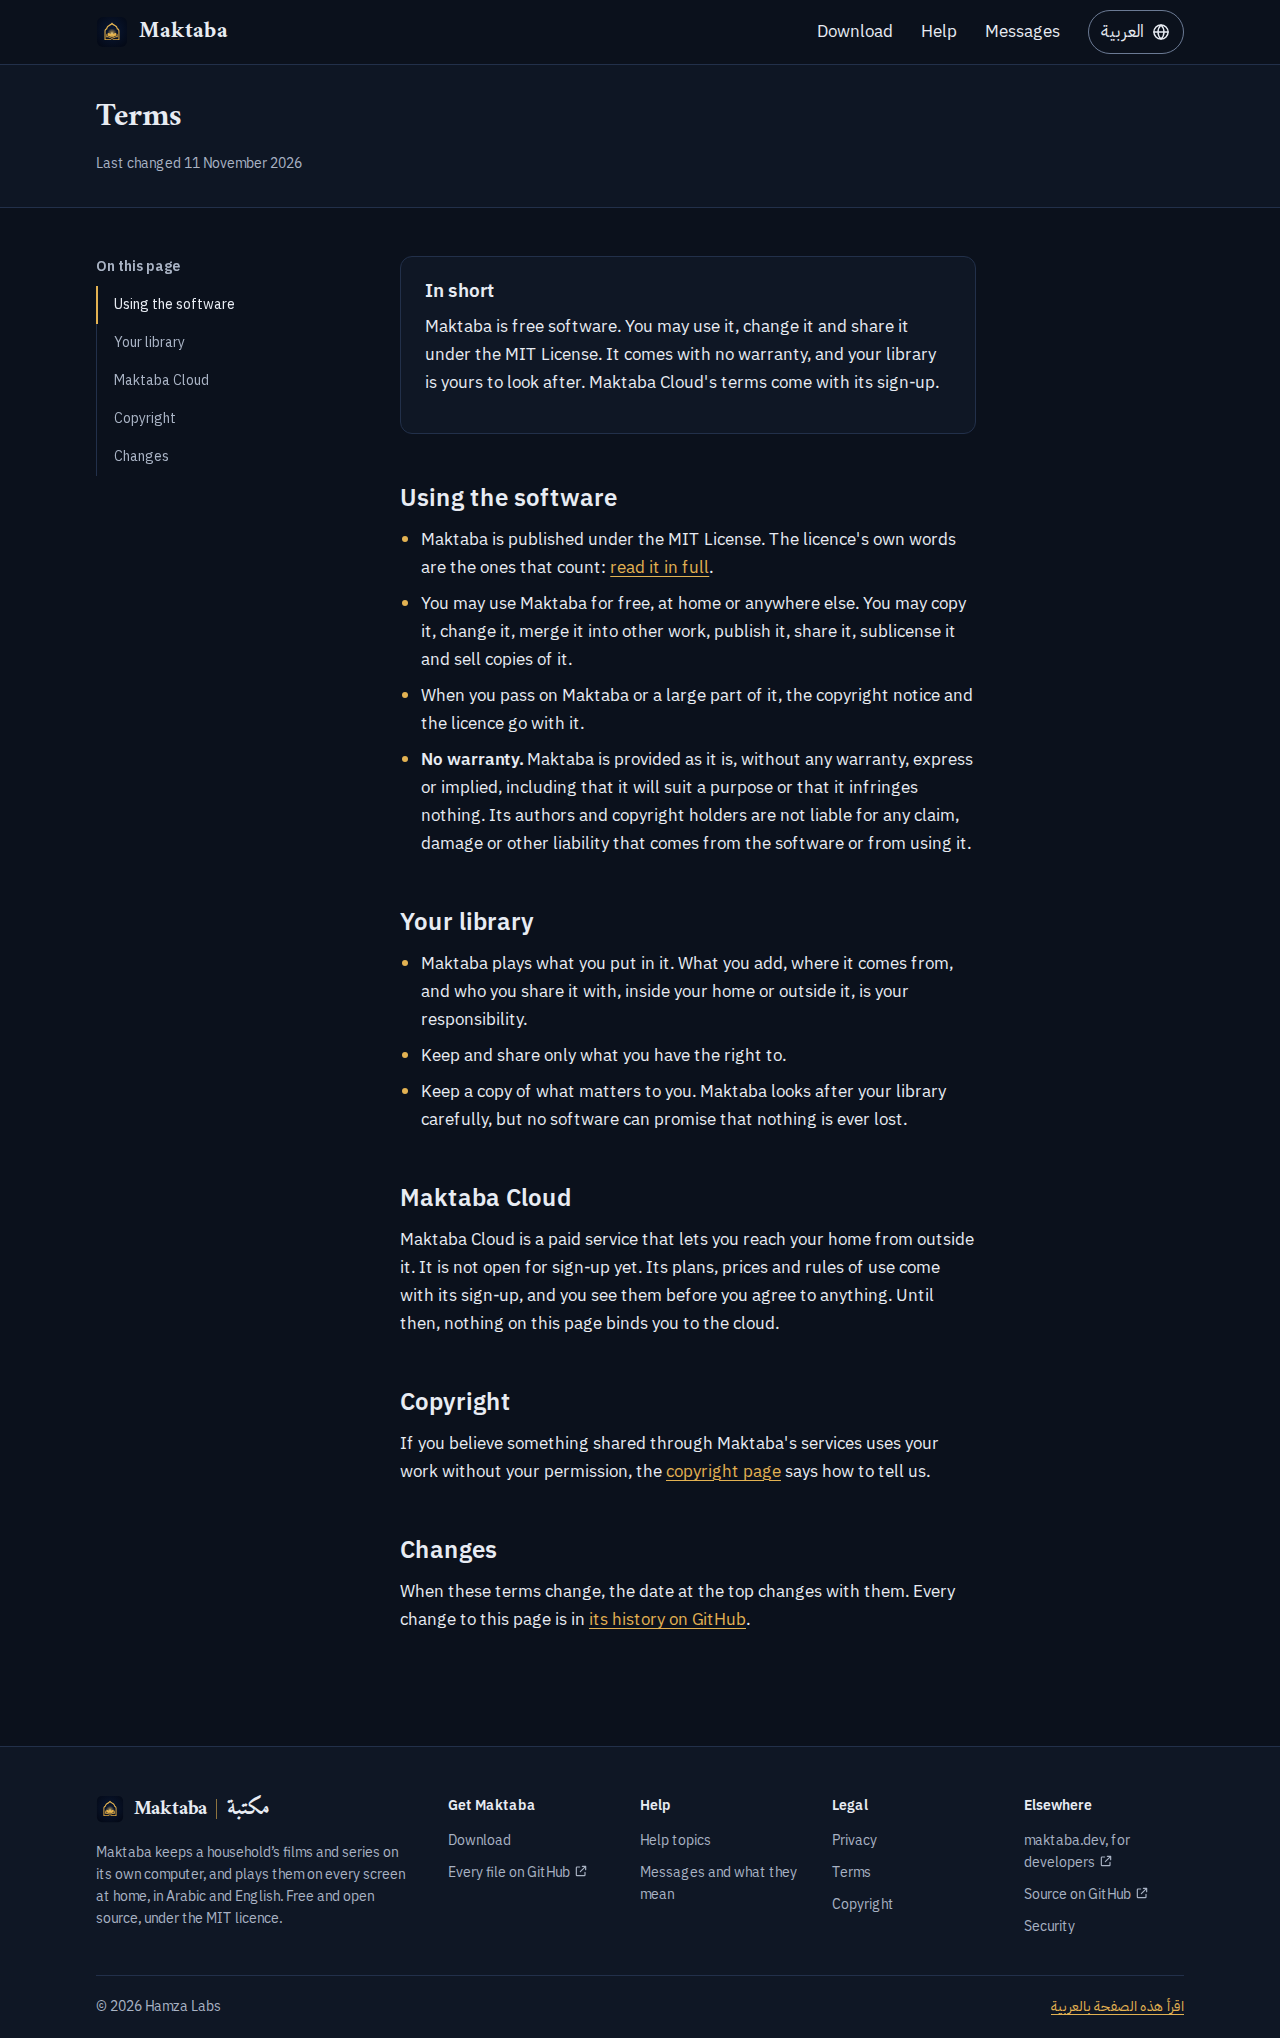 Maktaba
Download
Help
Messages
العربية
Terms
Last changed 11 November 2026
On this page
Using the software
Your library
Maktaba Cloud
Copyright
Changes
In short
Maktaba is free software. You may use it, change it and share it
under the MIT License. It comes with no warranty, and your library
is yours to look after. Maktaba Cloud's terms come with its sign-up.
Using the software
Maktaba is published under the MIT License. The licence's own words
are the ones that count: read it in full.
You may use Maktaba for free, at home or anywhere else. You may copy
it, change it, merge it into other work, publish it, share it, sublicense it
and sell copies of it.
When you pass on Maktaba or a large part of it, the copyright notice and
the licence go with it.
No warranty. Maktaba is provided as it is, without any warranty, express
or implied, including that it will suit a purpose or that it infringes
nothing. Its authors and copyright holders are not liable for any claim,
damage or other liability that comes from the software or from using it.
Your library
Maktaba plays what you put in it. What you add, where it comes from,
and who you share it with, inside your home or outside it, is your
responsibility.
Keep and share only what you have the right to.
Keep a copy of what matters to you. Maktaba looks after your library
carefully, but no software can promise that nothing is ever lost.
Maktaba Cloud
Maktaba Cloud is a paid service that lets you reach your home from outside
it. It is not open for sign-up yet. Its plans, prices and rules of use come
with its sign-up, and you see them before you agree to anything. Until
then, nothing on this page binds you to the cloud.
Copyright
If you believe something shared through Maktaba's services uses your
work without your permission, the copyright page says how to tell us.
Changes
When these terms change, the date at the top changes with them. Every
change to this page is in its history on GitHub.
Maktaba | مكتبة
Maktaba keeps a household’s films and series on
its own computer, and plays them on every screen
at home, in Arabic and English. Free and open
source, under the MIT licence.
Get Maktaba
Download
Every file on GitHub
Help
Help topics
Messages and what they
mean
Legal
Privacy
Terms
Copyright
Elsewhere
maktaba.dev, for
developers
Source on GitHub
Security
© 2026 Hamza Labs
اقرأ هذه الصفحة بالعربية